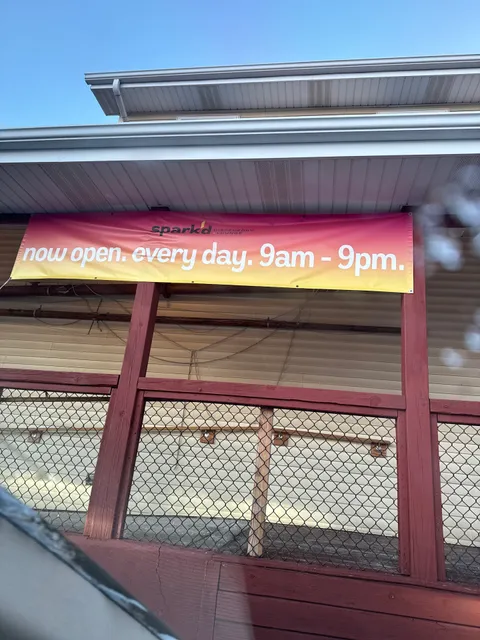 sparkd
now open. every day. 9am - 9pm.